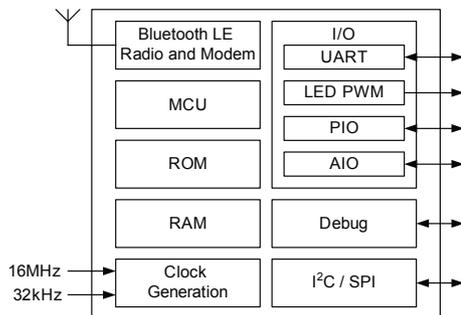 Bluetooth LE
Radio and Modem
MCU
ROM
RAM
16MHz
32kHz
Clock
Generation
I/O
UART
LED PWM
PIO
AIO
Debug
I²C / SPI